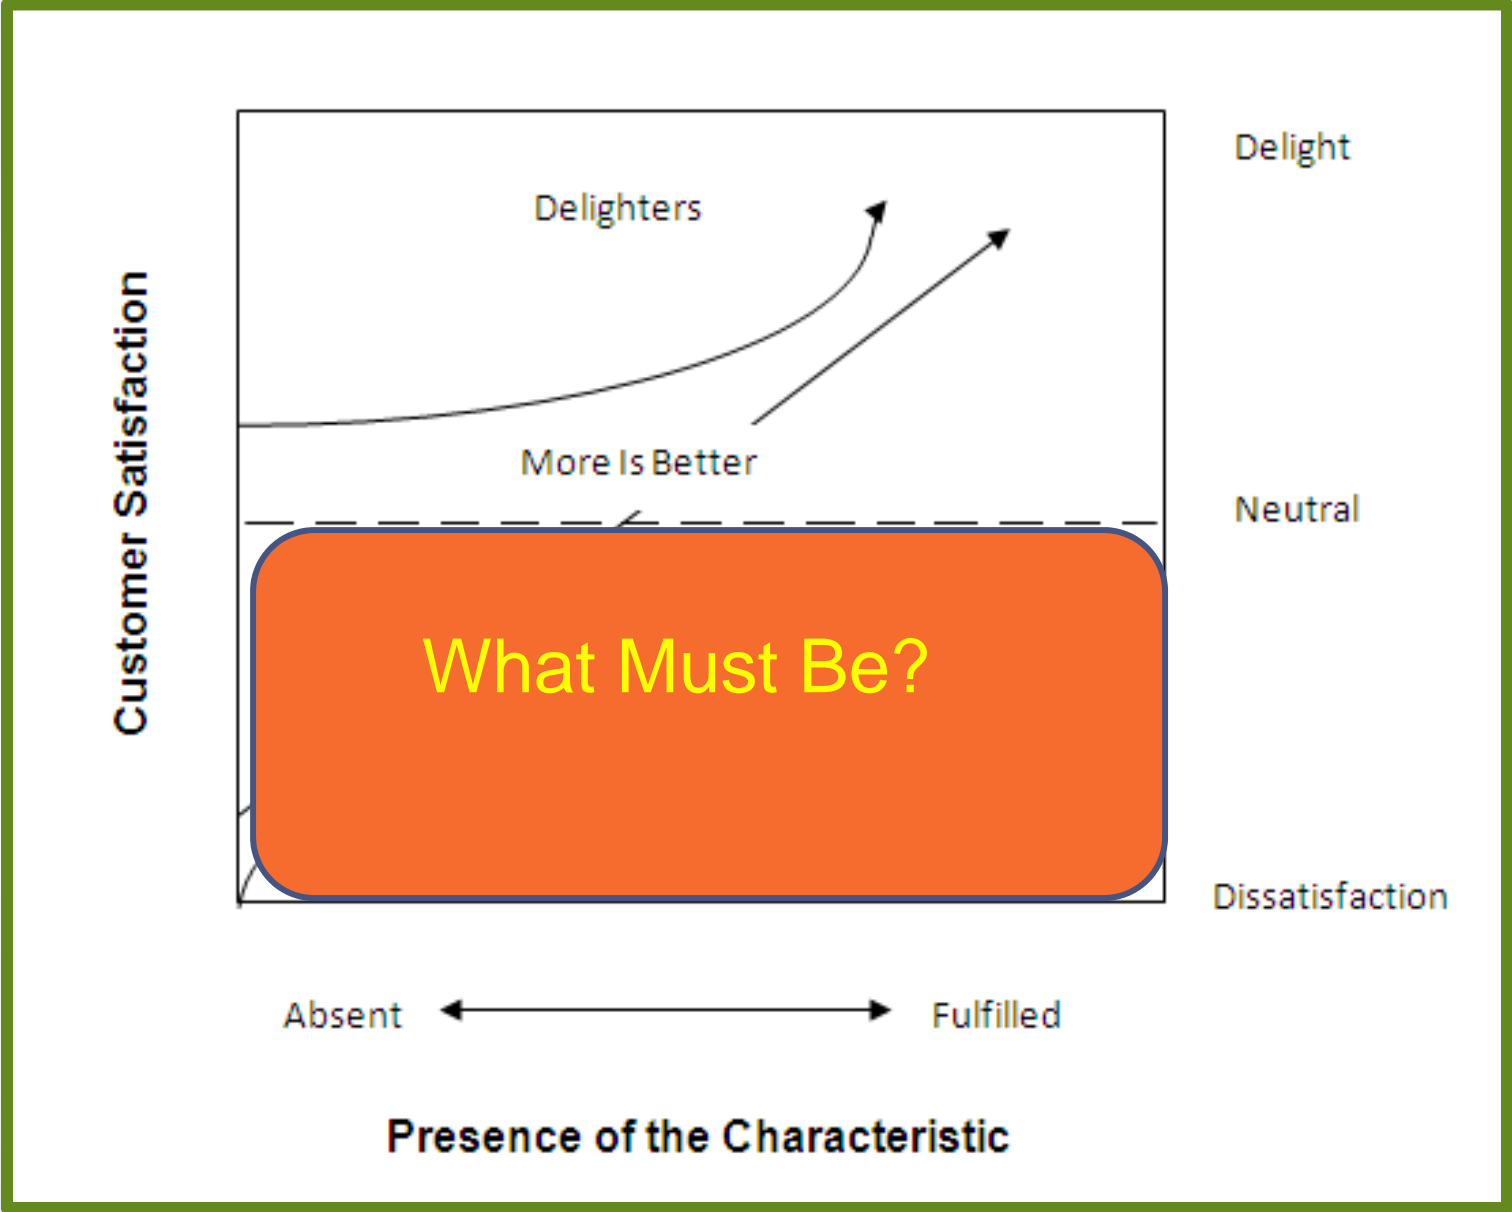 Delight
Delighters
Customer Satisfaction
More Is Better
Neutral
What Must Be?
Dissatisfaction
Absent
Fulfilled
Presence of the Characteristic